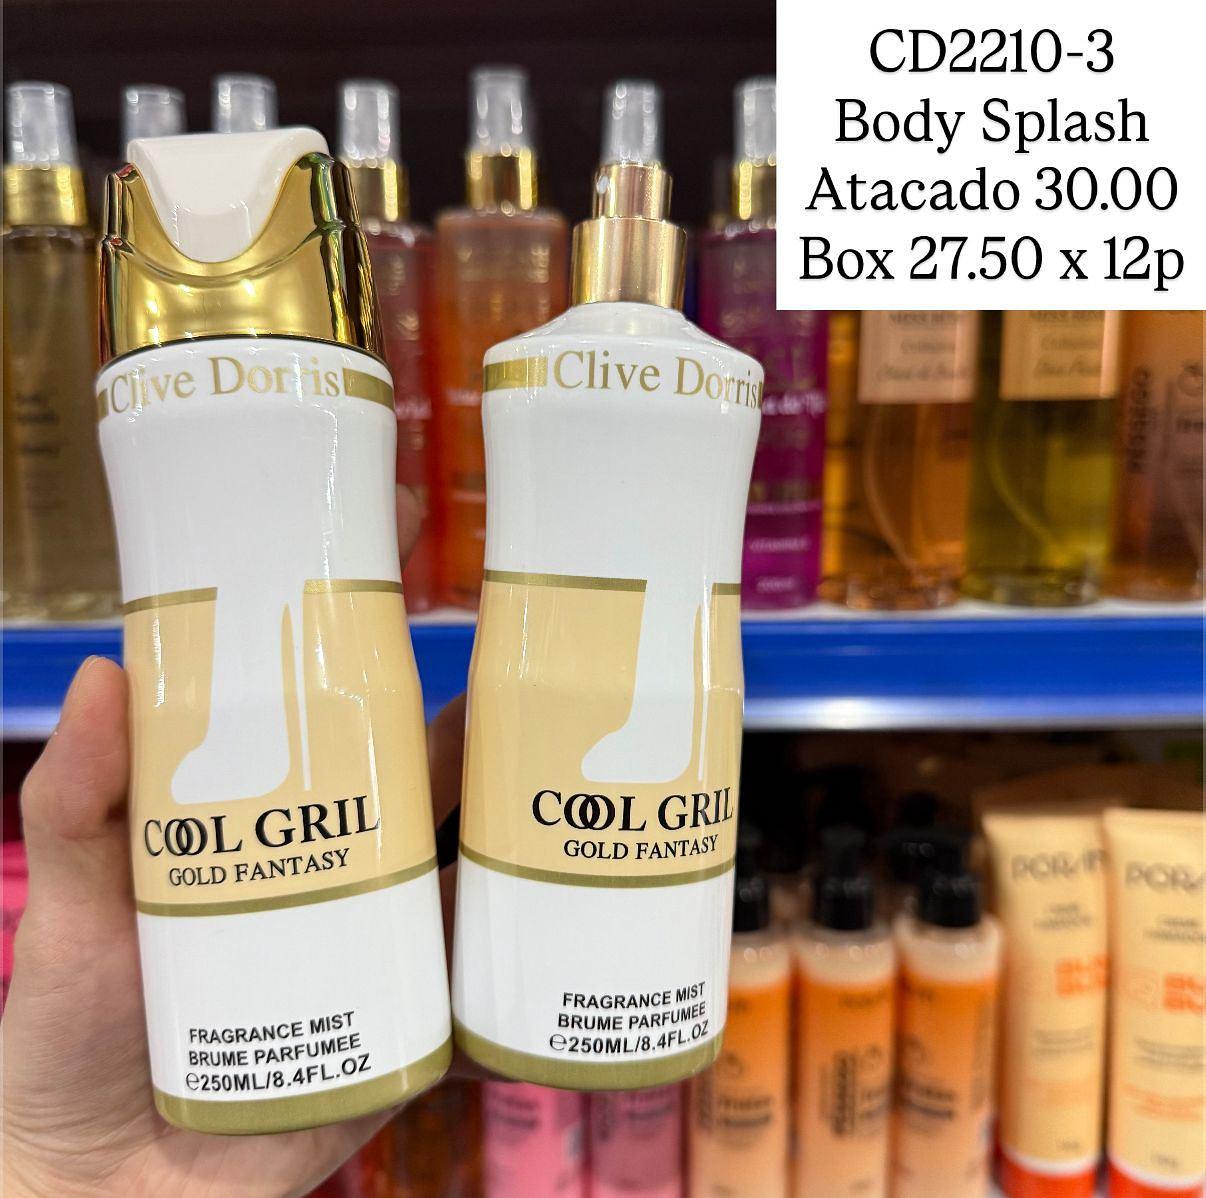 CD2210-3
Body Splash
Atacado 30.00
Box 27.50 x 12p
Clive Dorris
COOL GRIL
GOLD FANTASY
FRAGRANCE MIST
BRUME PARFUMEE
℮250ML/8.4FL.OZ
Clive Dorris
COOL GRIL
GOLD FANTASY
FRAGRANCE MIST
BRUME PARFUMEE
℮250ML/8.4FL.OZ
PESSEGO